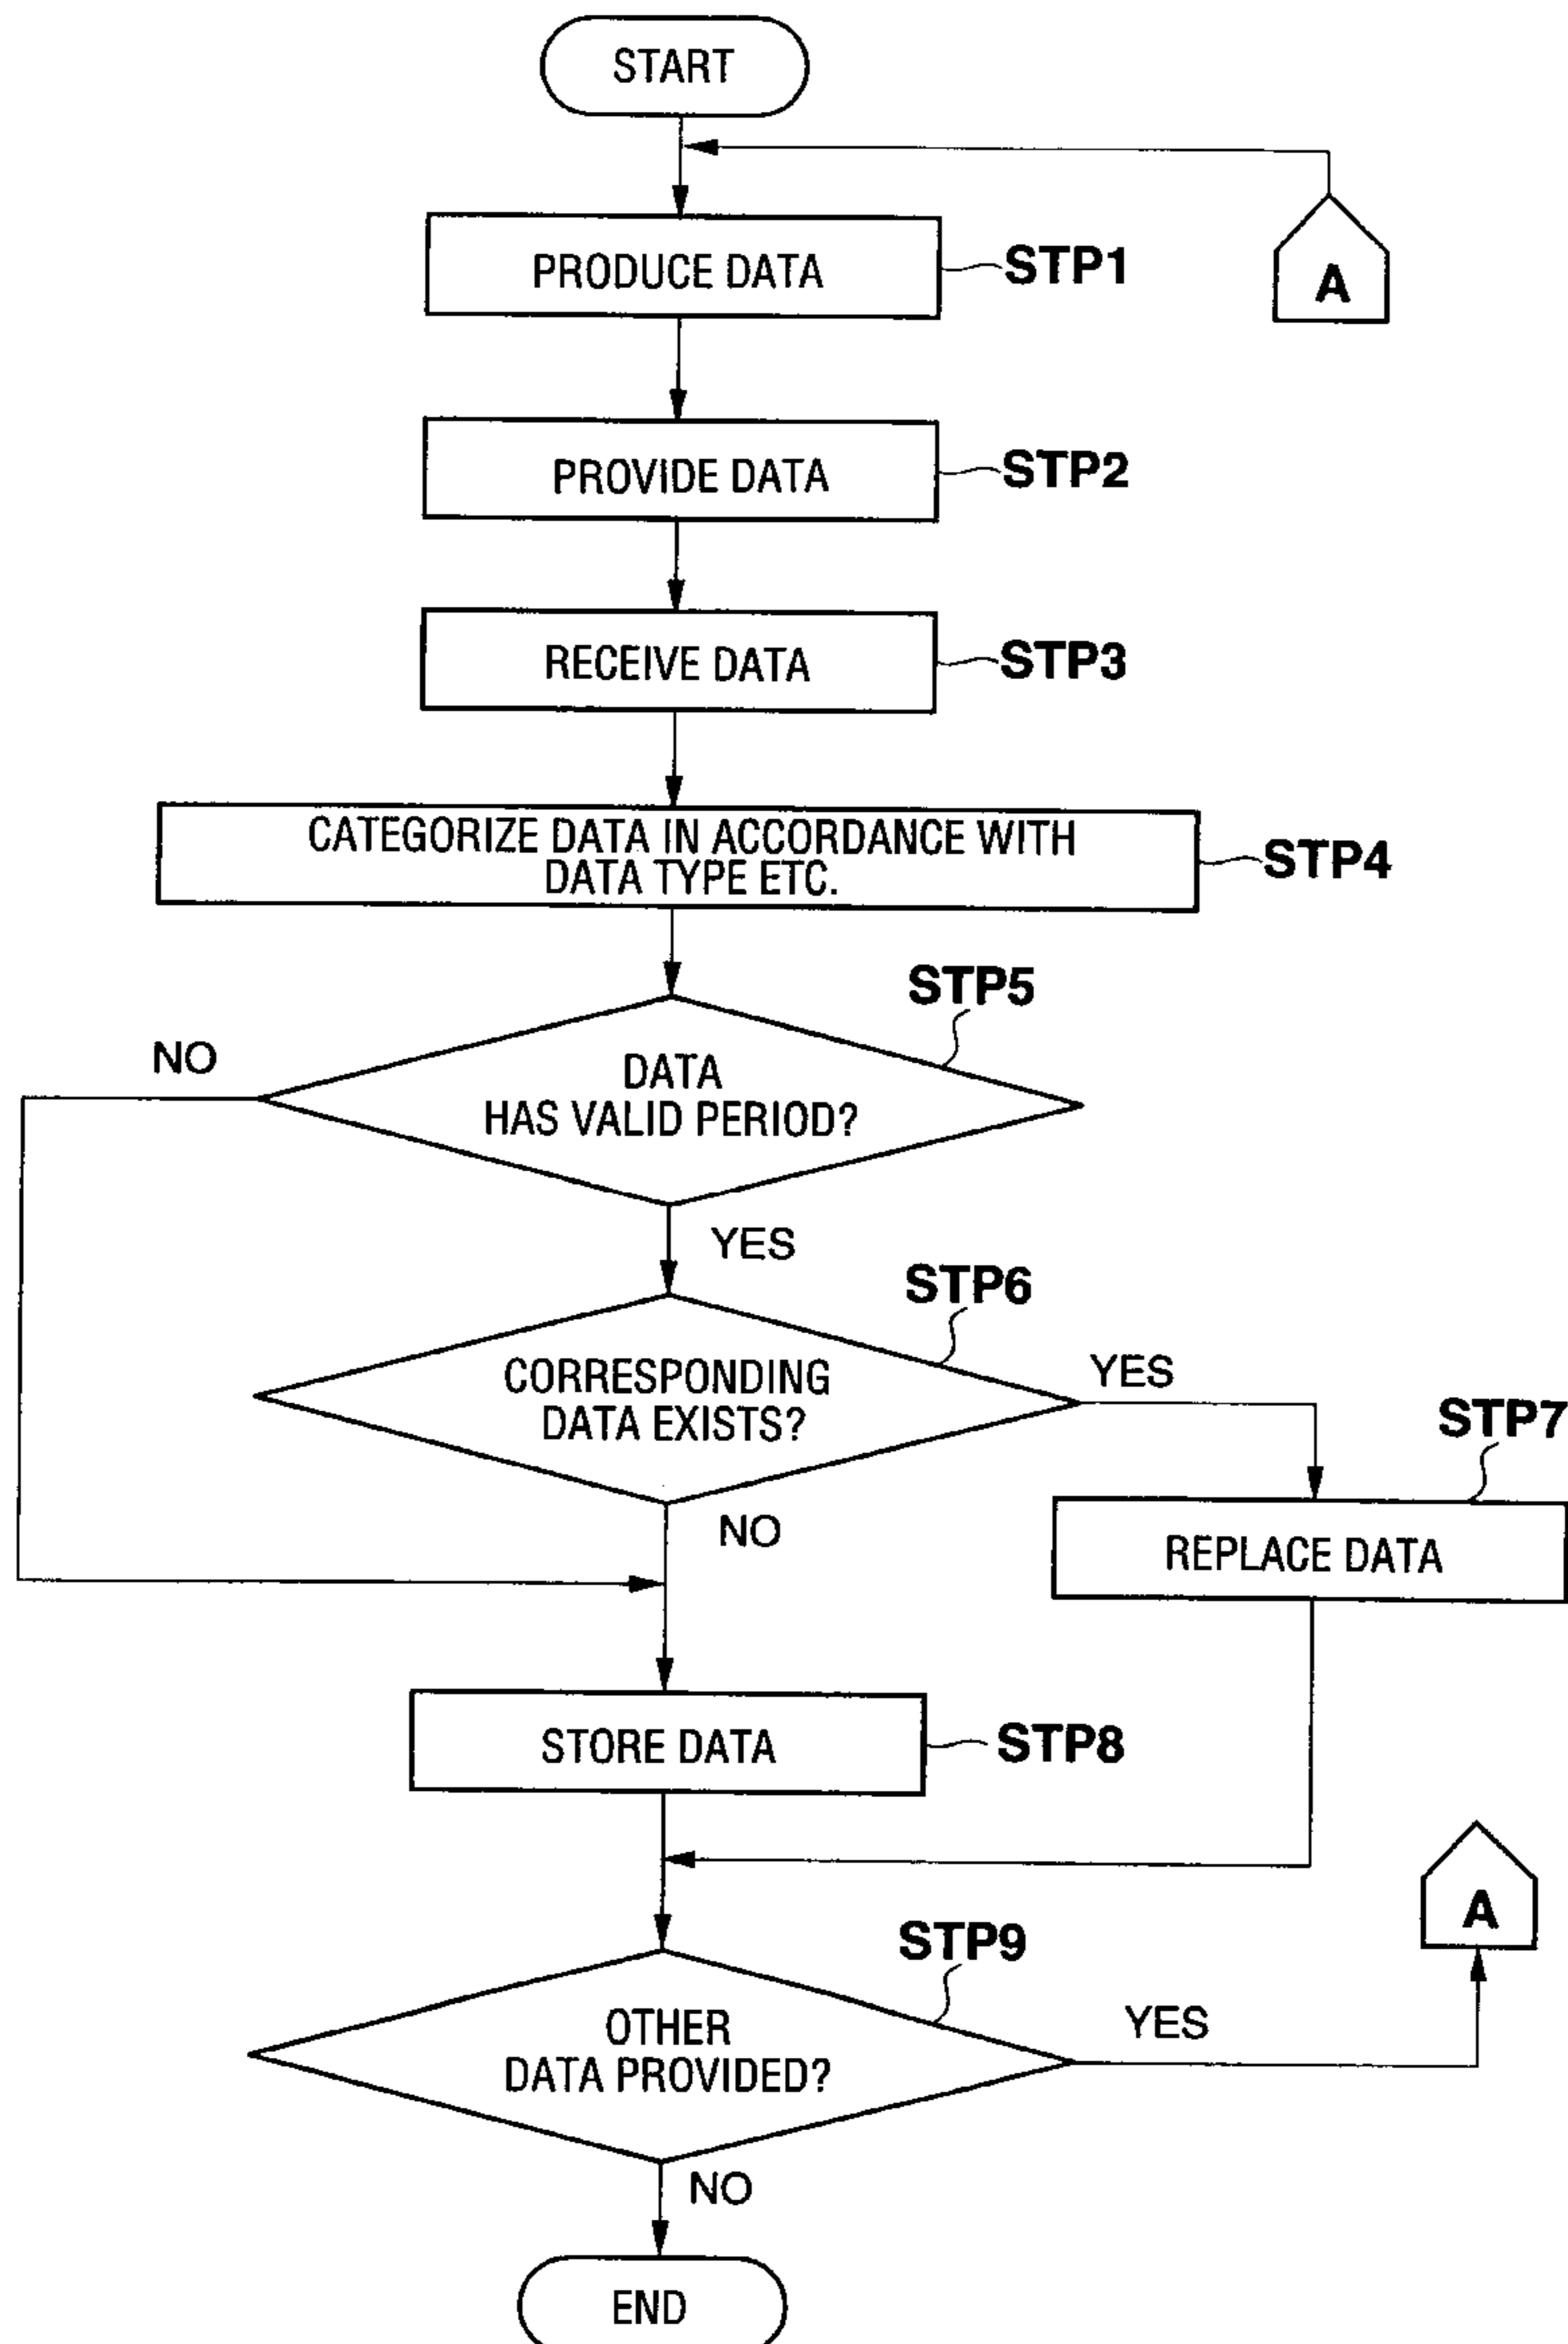 START
PRODUCE DATA
STP1
A
PROVIDE DATA
STP2
RECEIVE DATA
STP3
CATEGORIZE DATA IN ACCORDANCE WITH
DATA TYPE ETC.
STP4
STP5
NO
DATA
HAS VALID PERIOD?
YES
STP6
CORRESPONDING
DATA EXISTS?
YES
STP7
NO
REPLACE DATA
STORE DATA
STP8
A
STP9
OTHER
DATA PROVIDED?
YES
NO
END